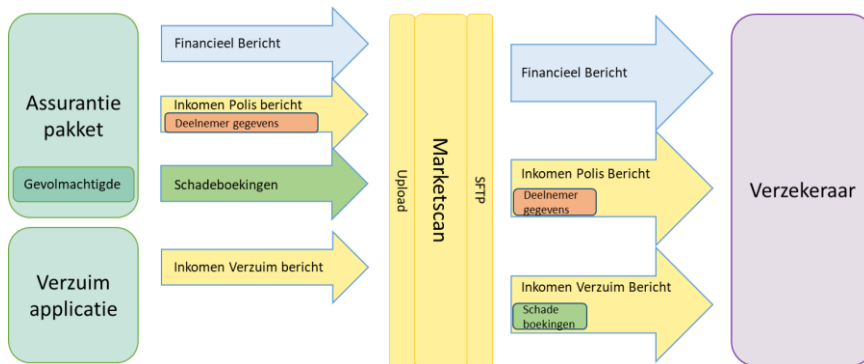 Assurantie
pakket
Gevolmachtigde
Verzuim
applicatie
Financieel Bericht
Inkomen Polis bericht
Deelnemer gegevens
Schadeboekingen
Inkomen Verzuim bericht
Upload
Marketscan
SFTP
Financieel Bericht
Inkomen Polis Bericht
Deelnemer
gegevens
Inkomen Verzuim Bericht
Schade
boekingen
Verzekeraar